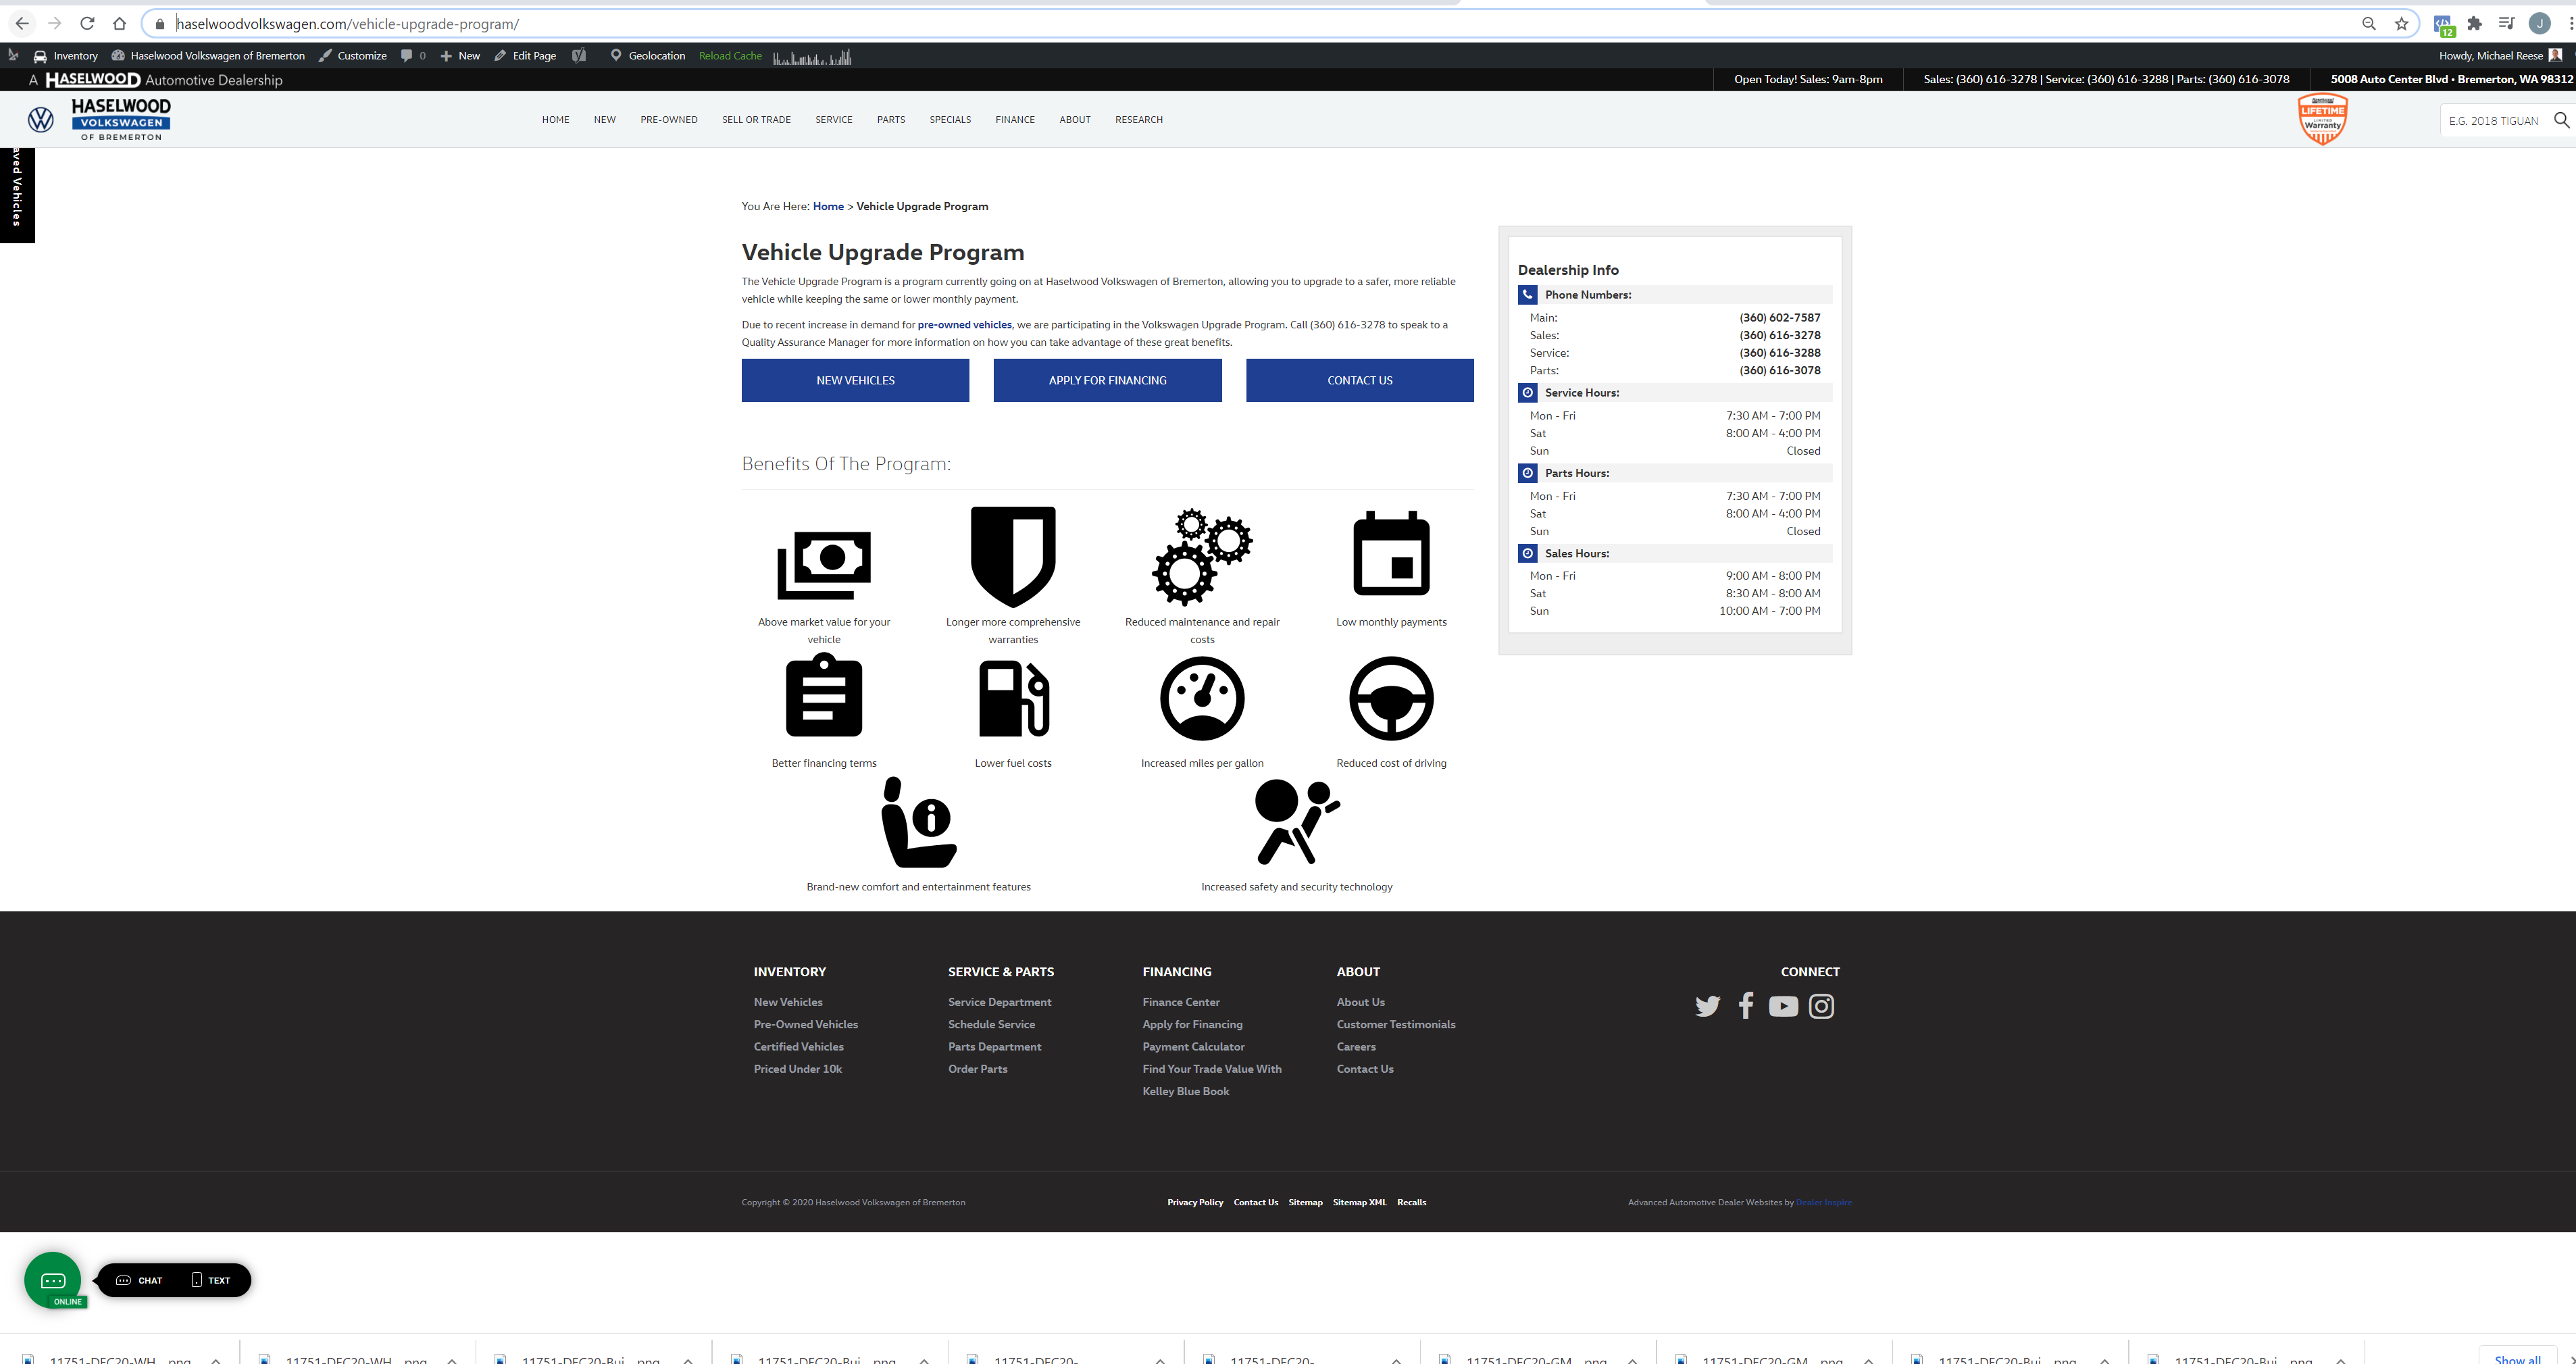 haselwoodvolkswagen.com/vehicle-upgrade-program/
12
J
Inventory Haselwood Volkswagen of Bremerton Customize 0 New Edit Page Geolocation Reload Cache
Howdy, Michael Reese
A HASELWOOD Automotive Dealership
Open Today! Sales: 9am-8pm
Sales: (360) 616-3278 | Service: (360) 616-3288 | Parts: (360) 616-3078
5008 Auto Center Blvd • Bremerton, WA 98312
HASELWOOD
VOLKSWAGEN
OF BREMERTON
HOME NEW PRE-OWNED SELL OR TRADE SERVICE PARTS SPECIALS FINANCE ABOUT RESEARCH
LIFETIME
LIMITED
Warranty
E.G. 2018 TIGUAN
aved Vehicles
You Are Here: Home > Vehicle Upgrade Program
Vehicle Upgrade Program
The Vehicle Upgrade Program is a program currently going on at Haselwood Volkswagen of Bremerton, allowing you to upgrade to a safer, more reliable
vehicle while keeping the same or lower monthly payment.
Due to recent increase in demand for pre-owned vehicles, we are participating in the Volkswagen Upgrade Program. Call (360) 616-3278 to speak to a
Quality Assurance Manager for more information on how you can take advantage of these great benefits.
NEW VEHICLES
APPLY FOR FINANCING
CONTACT US
Benefits Of The Program:
Above market value for your
vehicle
Longer more comprehensive
warranties
Reduced maintenance and repair
costs
Low monthly payments
Better financing terms
Lower fuel costs
Increased miles per gallon
Reduced cost of driving
Brand-new comfort and entertainment features
Increased safety and security technology
Dealership Info
Phone Numbers:
Main: (360) 602-7587
Sales: (360) 616-3278
Service: (360) 616-3288
Parts: (360) 616-3078
Service Hours:
Mon - Fri 7:30 AM - 7:00 PM
Sat 8:00 AM - 4:00 PM
Sun Closed
Parts Hours:
Mon - Fri 7:30 AM - 7:00 PM
Sat 8:00 AM - 4:00 PM
Sun Closed
Sales Hours:
Mon - Fri 9:00 AM - 8:00 PM
Sat 8:30 AM - 8:00 AM
Sun 10:00 AM - 7:00 PM
INVENTORY
New Vehicles
Pre-Owned Vehicles
Certified Vehicles
Priced Under 10k
SERVICE & PARTS
Service Department
Schedule Service
Parts Department
Order Parts
FINANCING
Finance Center
Apply for Financing
Payment Calculator
Find Your Trade Value With
Kelley Blue Book
ABOUT
About Us
Customer Testimonials
Careers
Contact Us
CONNECT
Copyright © 2020 Haselwood Volkswagen of Bremerton
Privacy Policy Contact Us Sitemap Sitemap XML Recalls
Advanced Automotive Dealer Websites by Dealer Inspire
CHAT TEXT
ONLINE
11751-DEC20-WH....png 11751-DEC20-WH....png 11751-DEC20-Bui....png 11751-DEC20-Bui....png 11751-DEC20- 11751-DEC20- 11751-DEC20-GM....png 11751-DEC20-GM....png 11751-DEC20-Bui....png 11751-DEC20-Bui....png Show all